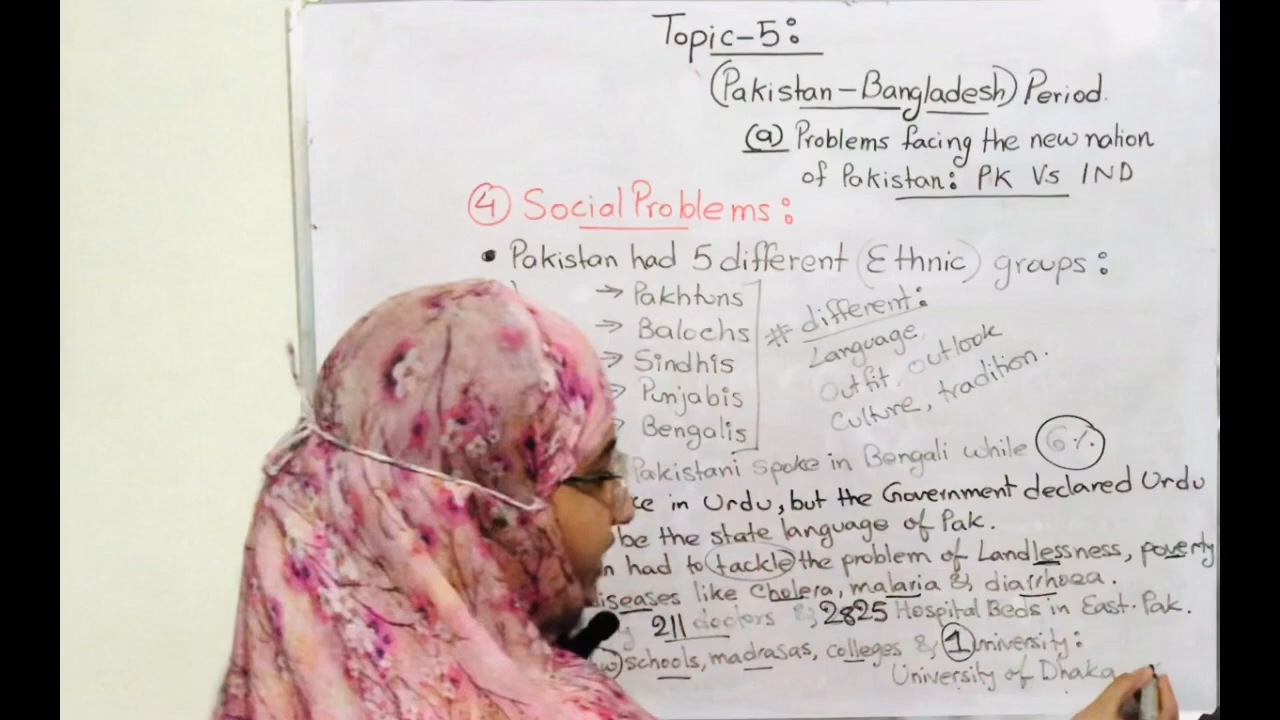 Topic-5:
(Pakistan-Bangladesh) Period.
(a) Problems facing the new nation
of Pakistan: PK Vs IND
④ Social Problems:
• Pakistan had 5 different (Ethnic) groups:
→ Pakhtuns
→ Balochs
→ Sindhis
→ Punjabis
→ Bengalis
# different:
Language
outfit, outlook
culture, tradition.
Pakistani spoke in Bengali while 6%
in Urdu, but the Government declared Urdu
be the state language of Pak.
had to tackle the problem of Landlessness, poverty
like Cholera, malaria & diarrhoea.
211 doctors & 2825 Hospital Beds in East-Pak.
schools, madrasas, colleges & 1 University:
University of Dhaka